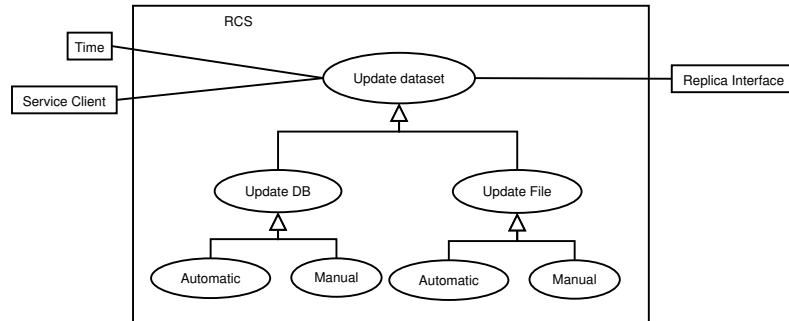 RCS
Time
Update dataset
Replica Interface
Service Client
Update DB
Update File
Automatic
Manual
Automatic
Manual